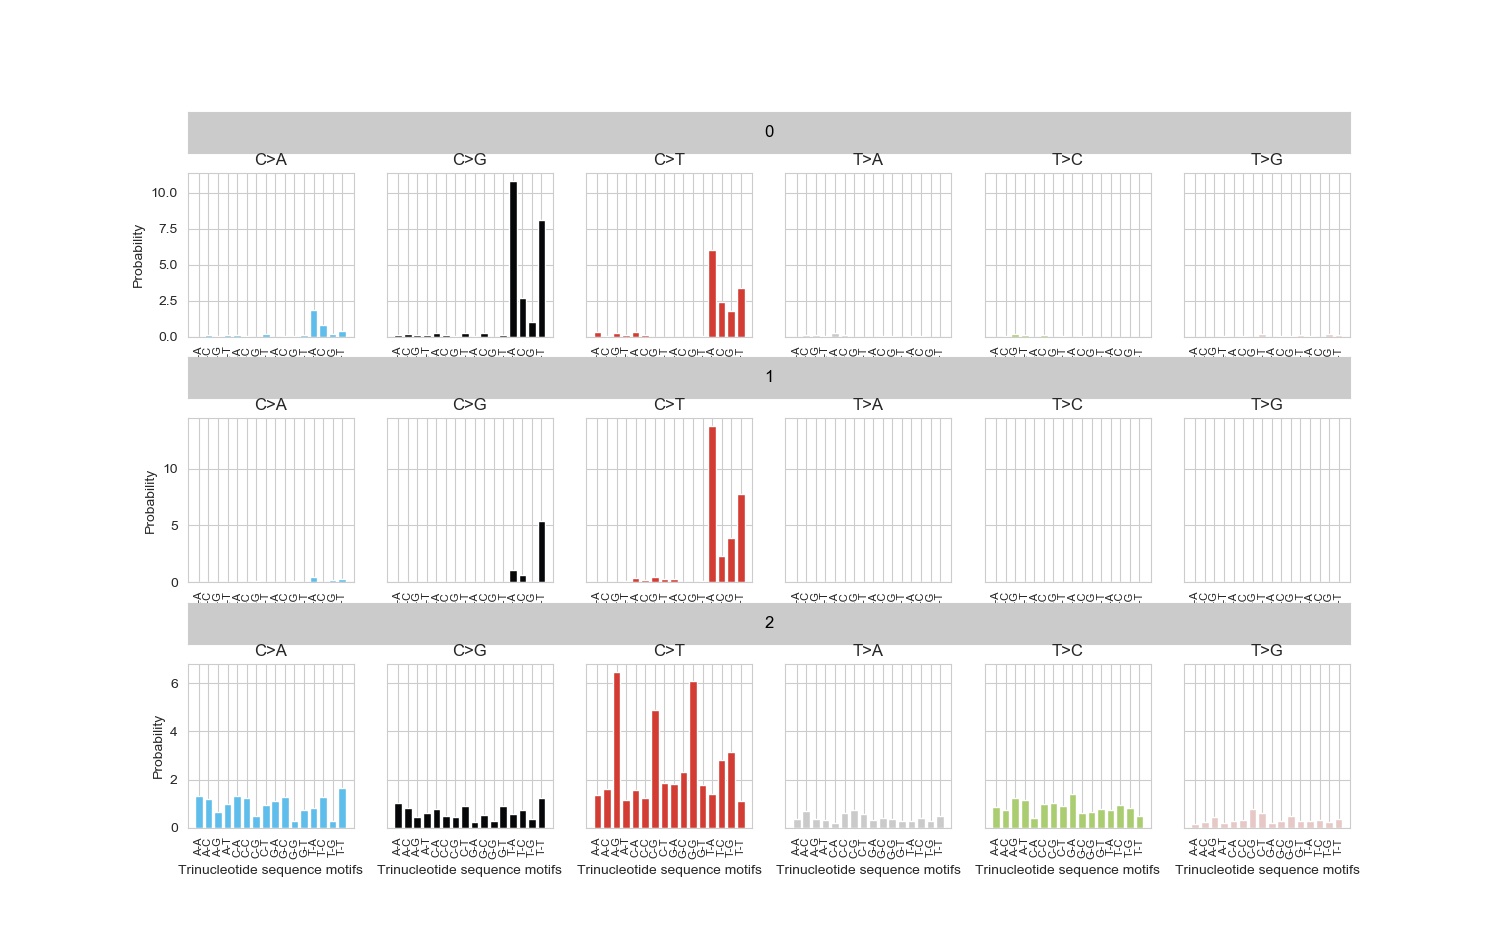 0
C>A C>G C>T T>A T>C T>G
10.0
7.5
5.0
2.5
0.0
Probability
1
C>A C>G C>T T>A T>C T>G
10
5
0
Probability
2
C>A C>G C>T T>A T>C T>G
6
4
2
0
Probability
A-A A-C A-G A-T C-A C-C C-G C-T G-A G-C G-G G-T T-A T-C T-G T-T
A-A A-C A-G A-T C-A C-C C-G C-T G-A G-C G-G G-T T-A T-C T-G T-T
A-A A-C A-G A-T C-A C-C C-G C-T G-A G-C G-G G-T T-A T-C T-G T-T
A-A A-C A-G A-T C-A C-C C-G C-T G-A G-C G-G G-T T-A T-C T-G T-T
A-A A-C A-G A-T C-A C-C C-G C-T G-A G-C G-G G-T T-A T-C T-G T-T
A-A A-C A-G A-T C-A C-C C-G C-T G-A G-C G-G G-T T-A T-C T-G T-T
Trinucleotide sequence motifs Trinucleotide sequence motifs Trinucleotide sequence motifs Trinucleotide sequence motifs Trinucleotide sequence motifs Trinucleotide sequence motifs